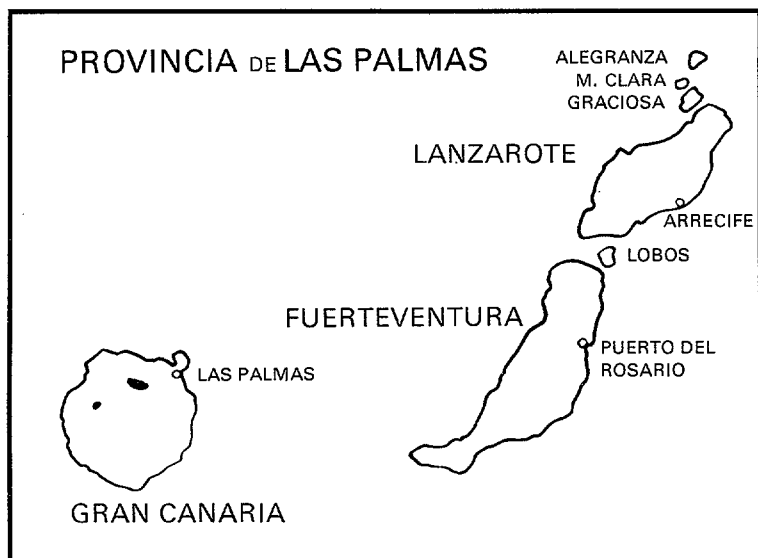 PROVINCIA DE LAS PALMAS
ALEGRANZA
M. CLARA
GRACIOSA
LANZAROTE
ARRECIFE
LOBOS
FUERTEVENTURA
PUERTO DEL
ROSARIO
LAS PALMAS
GRAN CANARIA